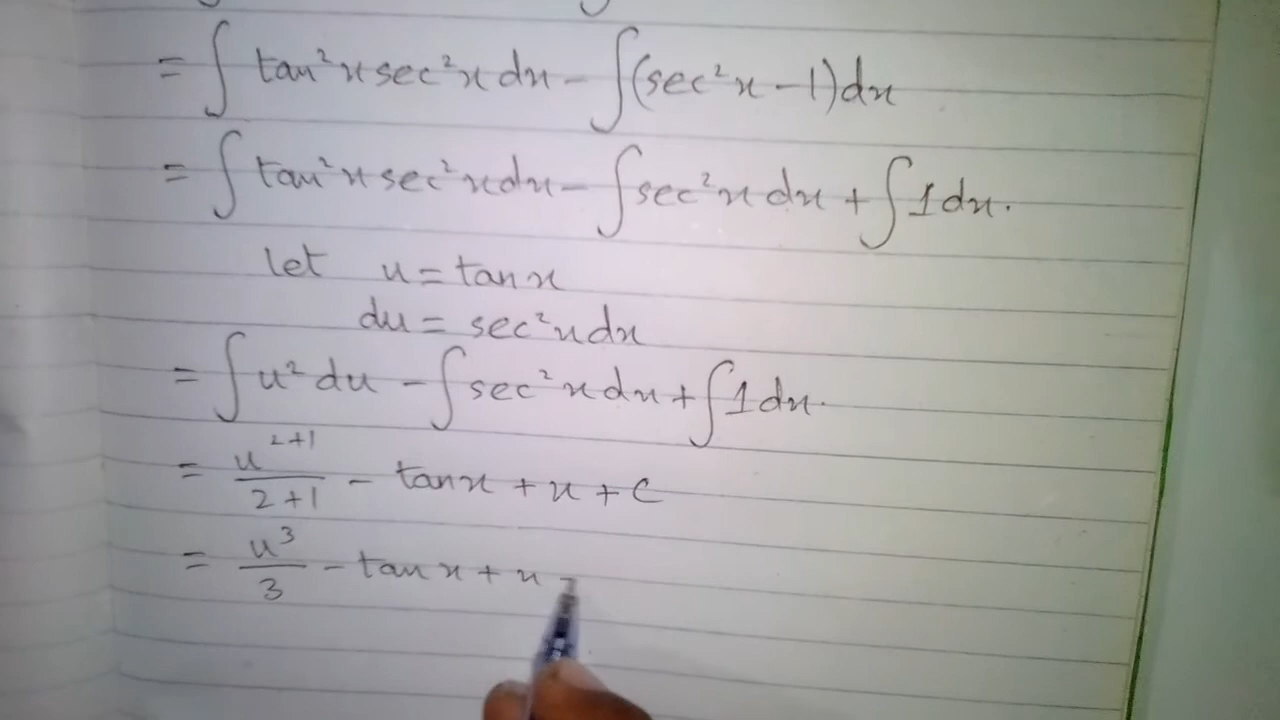 = ∫ tan²x sec²x dx − ∫(sec²x − 1)dx
= ∫ tan²x sec²x dx − ∫ sec²x dx + ∫ 1 dx.
let u = tan x
du = sec²x dx
= ∫ u² du − ∫ sec²x dx + ∫ 1 dx.
= u²⁺¹/2+1 − tan x + x + c
= u³/3 − tan x + x